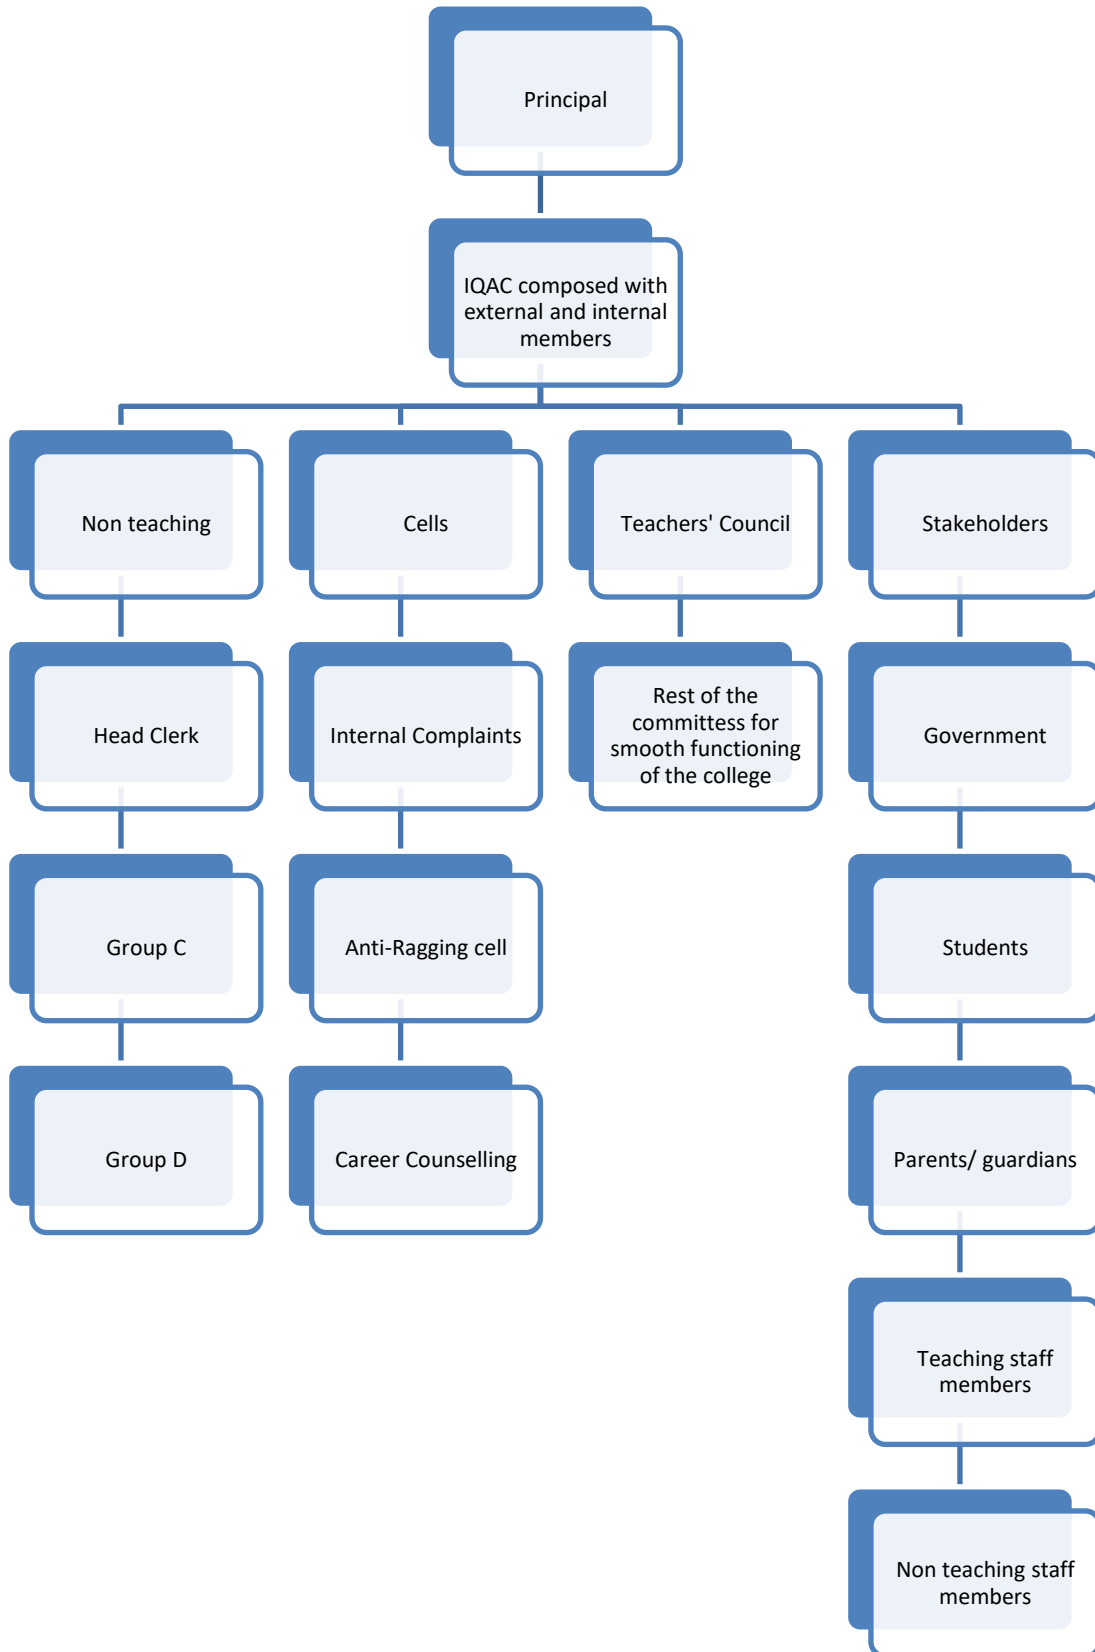 Principal
IQAC composed with
external and internal
members
Non teaching
Cells
Teachers' Council
Stakeholders
Head Clerk
Internal Complaints
Rest of the
committess for
smooth functioning
of the college
Government
Group C
Anti-Ragging cell
Students
Group D
Career Counselling
Parents/ guardians
Teaching staff
members
Non teaching staff
members